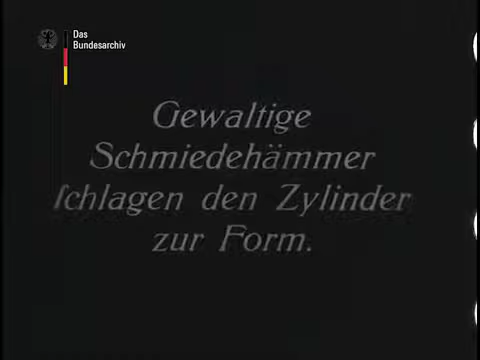 Das
Bundesarchiv
Gewaltige
Schmiedehämmer
schlagen den Zylinder
zur Form.